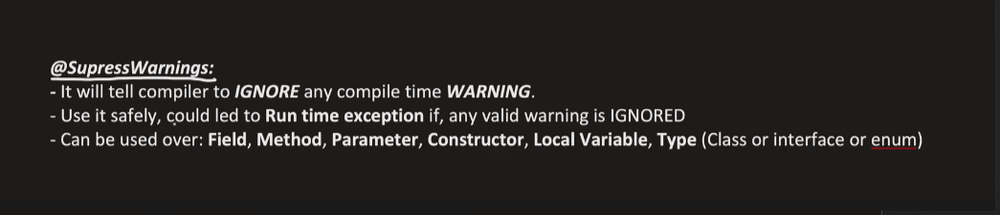 @SupressWarnings:
- It will tell compiler to IGNORE any compile time WARNING.
- Use it safely, could led to Run time exception if, any valid warning is IGNORED
- Can be used over: Field, Method, Parameter, Constructor, Local Variable, Type (Class or interface or enum)